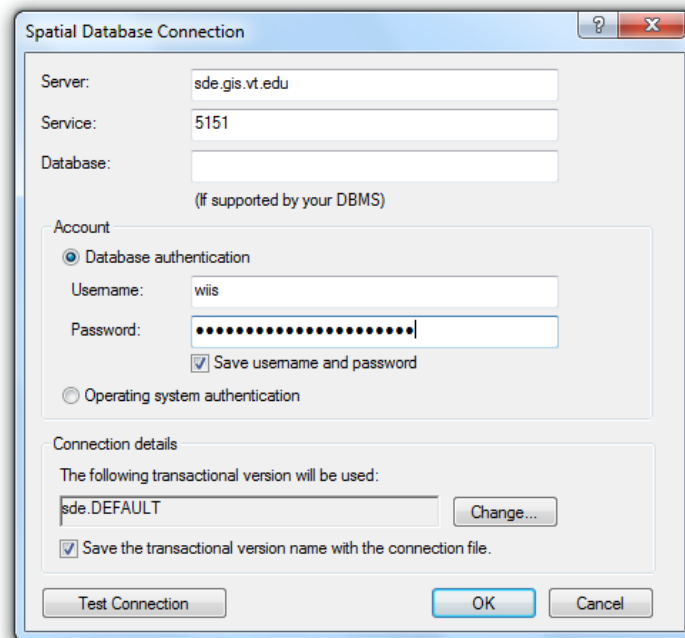 Spatial Database Connection
Server: sde.gis.vt.edu
Service: 5151
Database:
(If supported by your DBMS)
Account
Database authentication
Username: wiis
Password: ●●●●●●●●●●●●●●●●●●●●●●
Save username and password
Operating system authentication
Connection details
The following transactional version will be used:
sde.DEFAULT Change...
Save the transactional version name with the connection file.
Test Connection OK Cancel